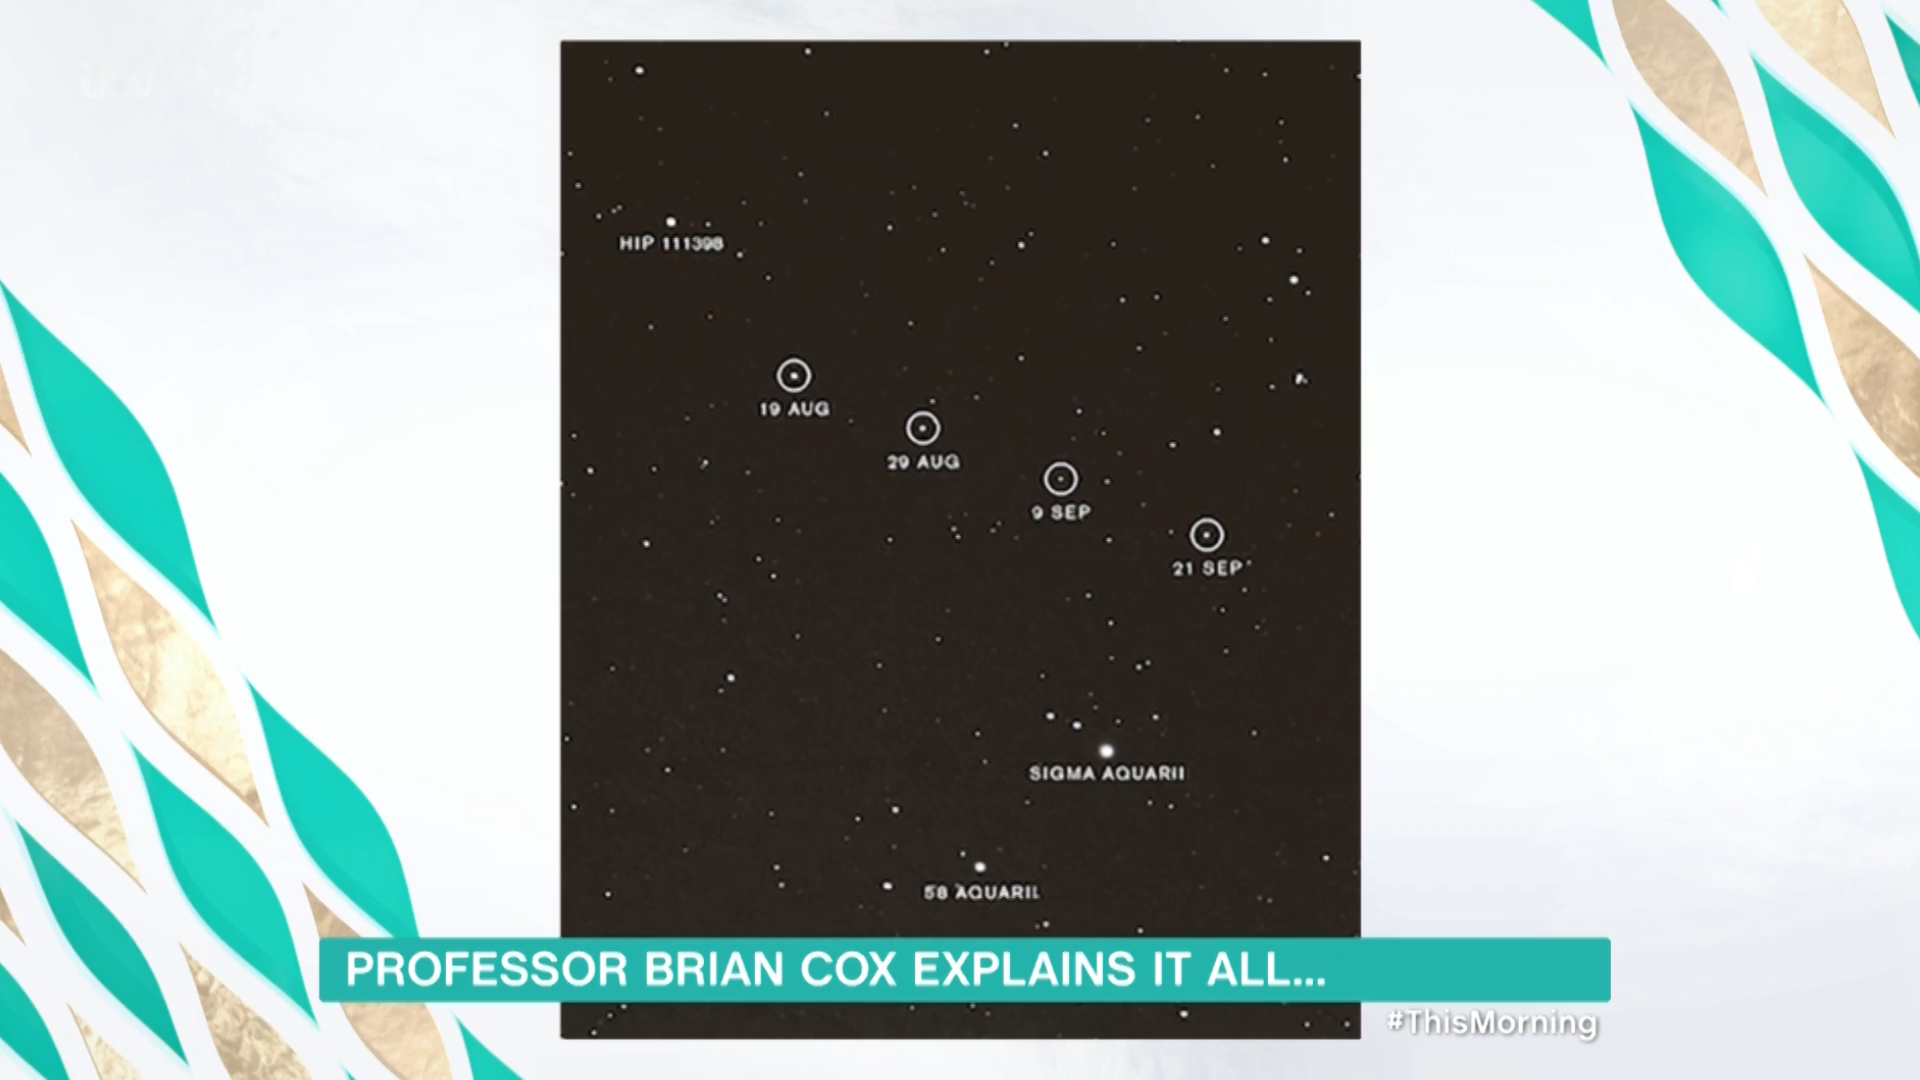 itv
HIP 111398
19 AUG
29 AUG
9 SEP
21 SEP
SIGMA AQUARII
58 AQUARII
PROFESSOR BRIAN COX EXPLAINS IT ALL...
#ThisMorning